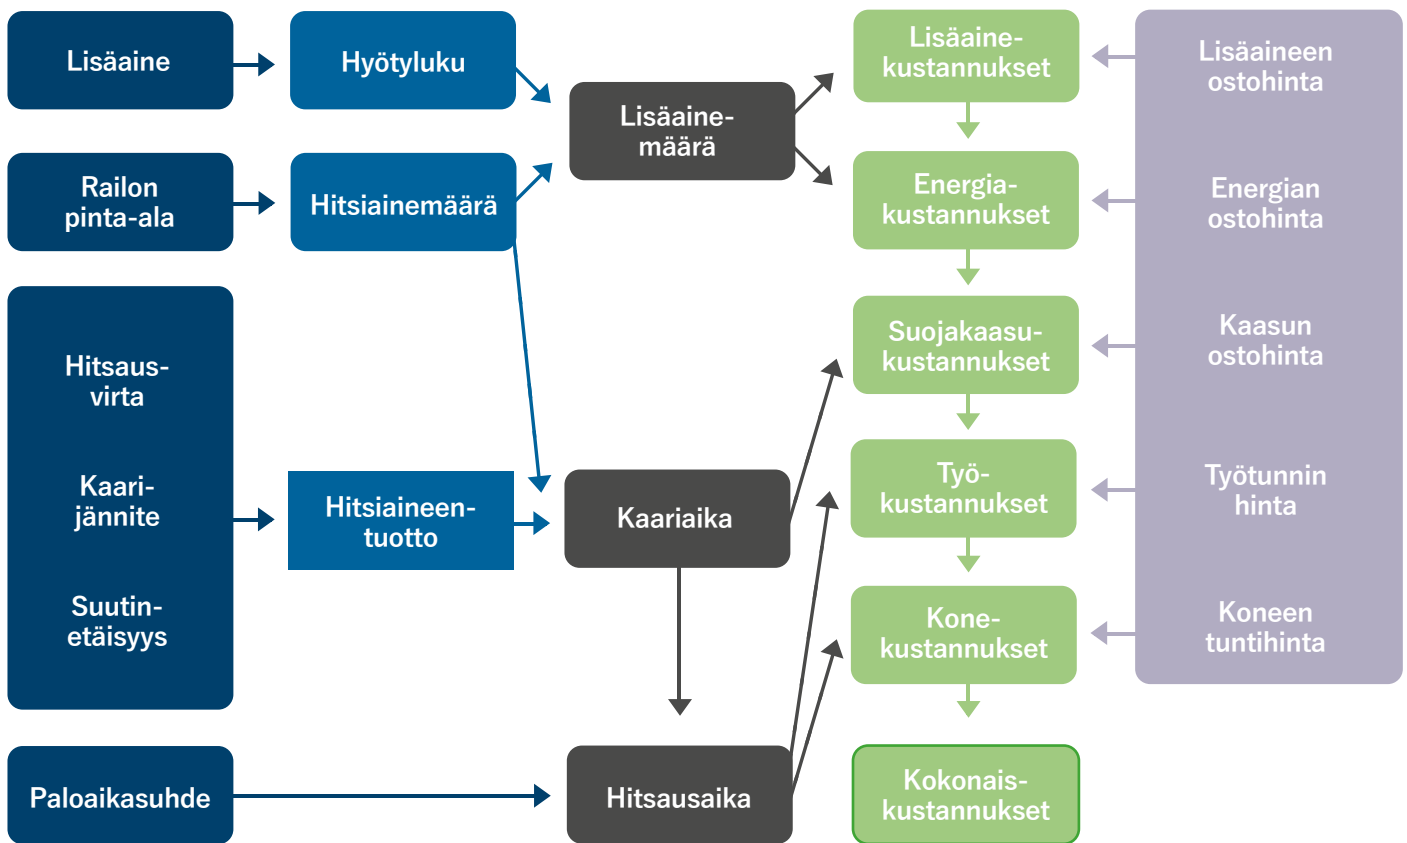 Lisäaine
Hyötyluku
Lisäaine-
määrä
Lisäaine-
kustannukset
Lisäaineen
ostohinta
Railon
pinta-ala
Hitsiainemäärä
Energia-
kustannukset
Energian
ostohinta
Hitsaus-
virta
Kaari-
jännite
Suutin-
etäisyys
Hitsiaineen-
tuotto
Kaariaika
Suojakaasu-
kustannukset
Kaasun
ostohinta
Työ-
kustannukset
Työtunnin
hinta
Kone-
kustannukset
Koneen
tuntihinta
Paloaikasuhde
Hitsausaika
Kokonais-
kustannukset